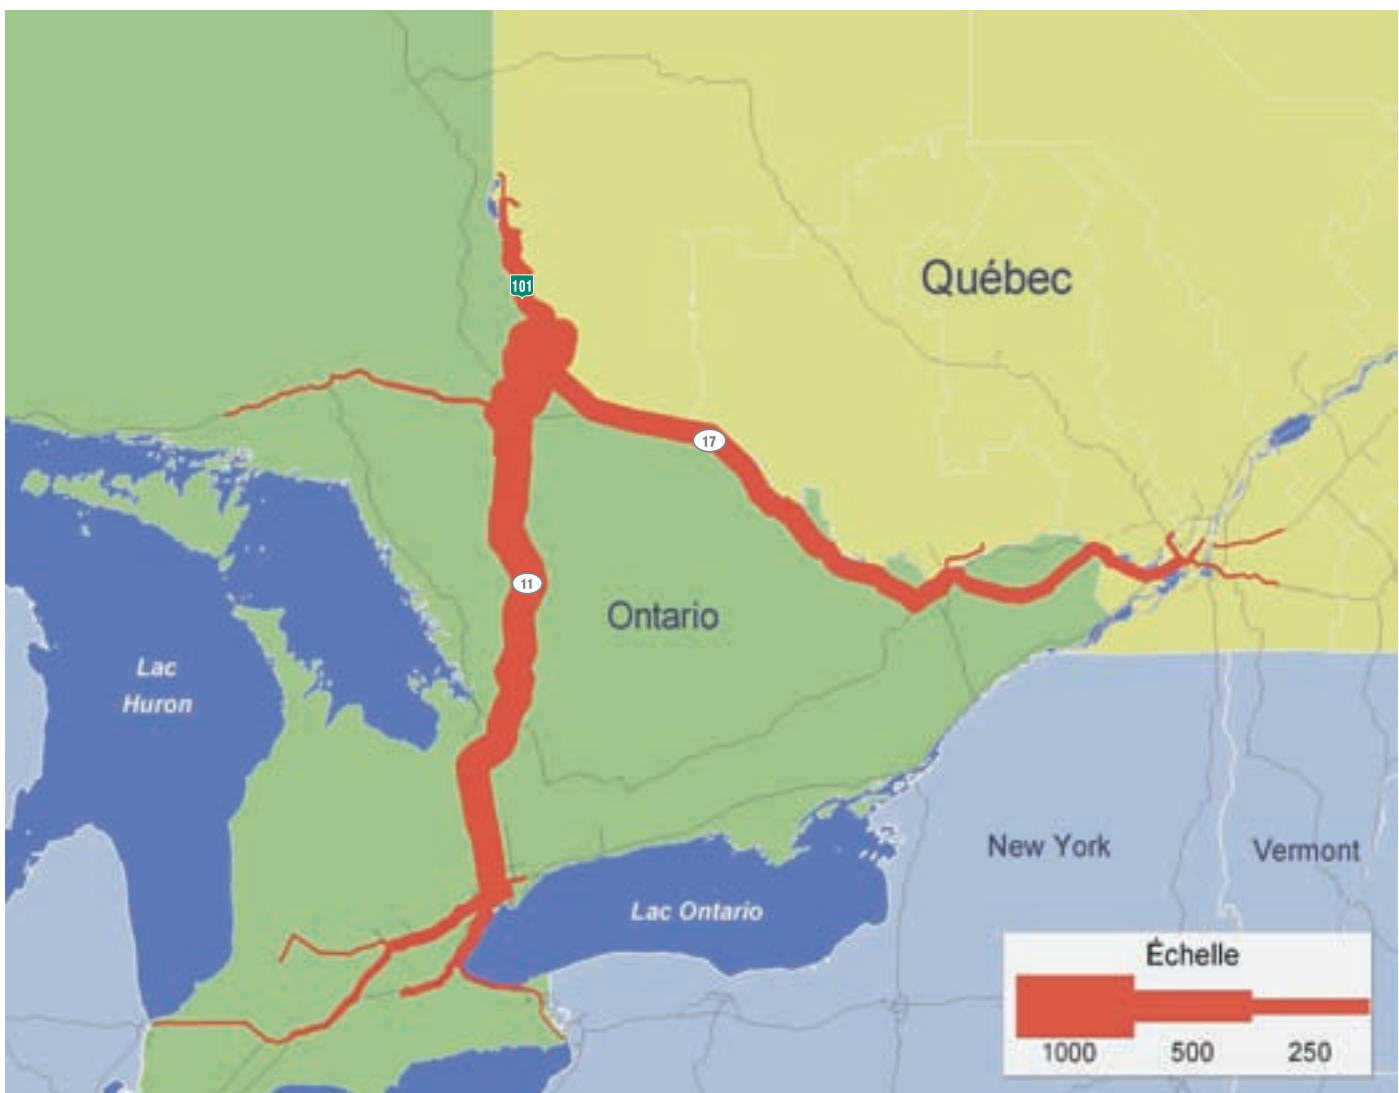 101
Québec
17
11
Ontario
Lac
Huron
New York
Vermont
Lac Ontario
Échelle
1000 500 250